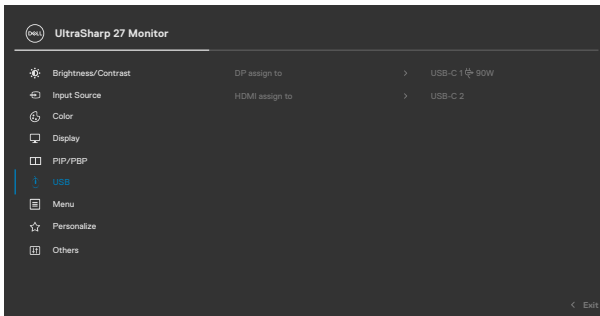 DELL UltraSharp 27 Monitor
Brightness/Contrast DP assign to > USB-C 1 90W
Input Source HDMI assign to > USB-C 2
Color
Display
PIP/PBP
USB
Menu
Personalize
Others
< Exit